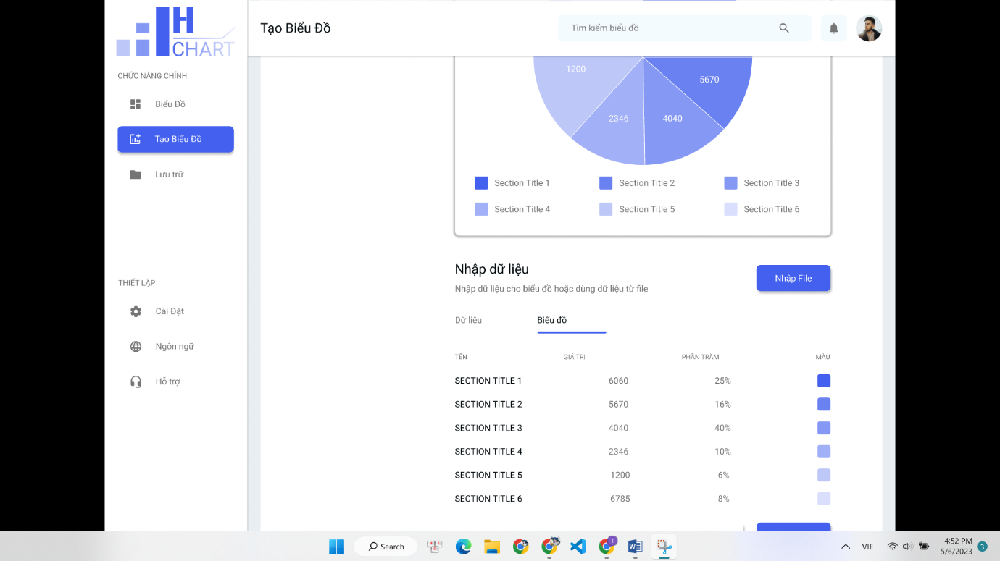 H
CHART
Tạo Biểu Đồ
Tìm kiếm biểu đồ
CHỨC NĂNG CHÍNH
Biểu Đồ
Tạo Biểu Đồ
Lưu trữ
THIẾT LẬP
Cài Đặt
Ngôn ngữ
Hỗ trợ
1200
5670
2346
4040
Section Title 1
Section Title 2
Section Title 3
Section Title 4
Section Title 5
Section Title 6
Nhập dữ liệu
Nhập dữ liệu cho biểu đồ hoặc dùng dữ liệu từ file
Nhập File
Dữ liệu
Biểu đồ
TÊN GIÁ TRỊ PHẦN TRĂM MÀU
SECTION TITLE 1 6060 25%
SECTION TITLE 2 5670 16%
SECTION TITLE 3 4040 40%
SECTION TITLE 4 2346 10%
SECTION TITLE 5 1200 6%
SECTION TITLE 6 6785 8%
Search
1
VIE
4:52 PM
5/6/2023
3